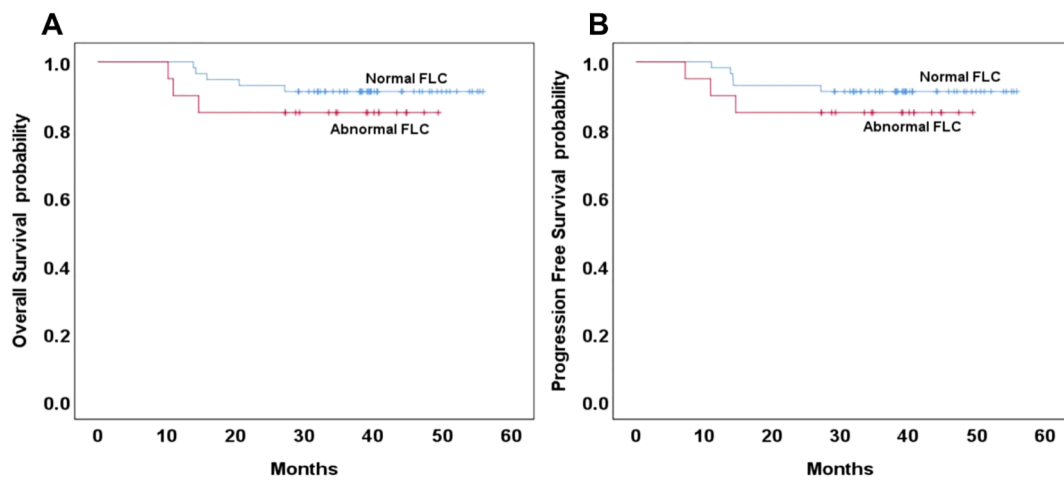 A
Overall Survival probability
1.0
0.8
0.6
0.4
0.2
0.0
Normal FLC
Abnormal FLC
0 10 20 30 40 50 60
Months
B
Progression Free Survival probability
1.0
0.8
0.6
0.4
0.2
0.0
Normal FLC
Abnormal FLC
0 10 20 30 40 50 60
Months